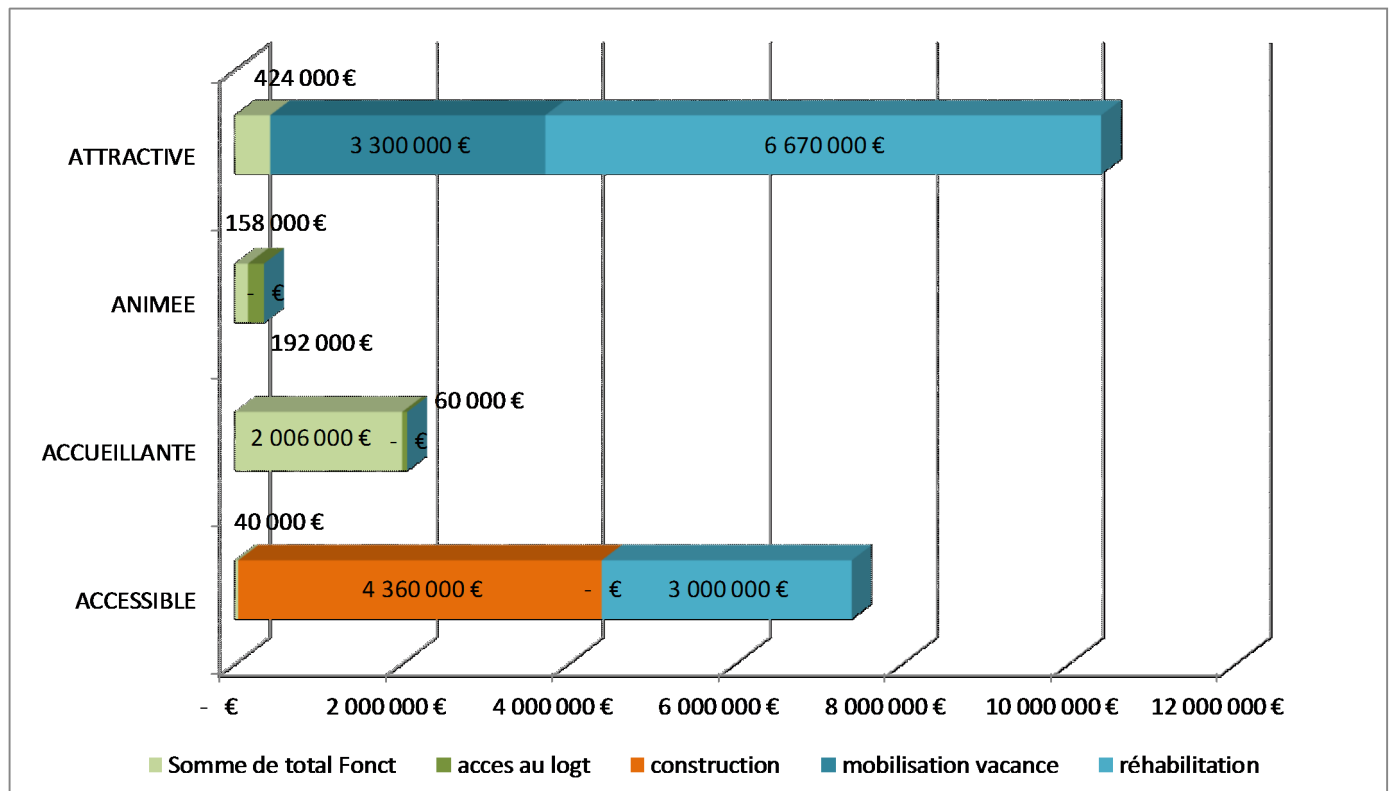 424 000 €
ATTRACTIVE
3 300 000 €
6 670 000 €
158 000 €
ANIMEE
- €
192 000 €
60 000 €
ACCUEILLANTE
2 006 000 €
- €
40 000 €
ACCESSIBLE
4 360 000 €
- €
3 000 000 €
- € 2 000 000 € 4 000 000 € 6 000 000 € 8 000 000 € 10 000 000 € 12 000 000 €
Somme de total Fonct acces au logt construction mobilisation vacance réhabilitation